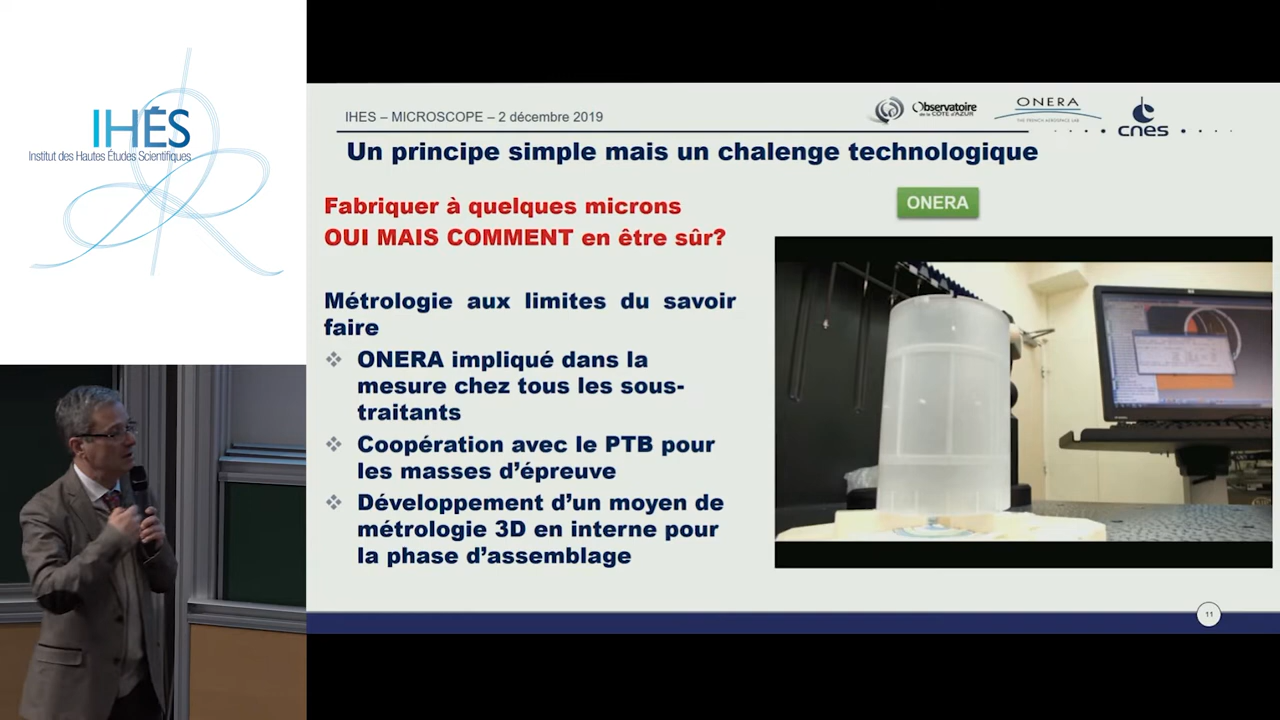 IHÉS
Institut des Hautes Études Scientifiques
IHES – MICROSCOPE – 2 décembre 2019
Observatoire
de la CÔTE d'AZUR
ONERA
THE FRENCH AEROSPACE LAB
cnes
Un principe simple mais un chalenge technologique
Fabriquer à quelques microns
OUI MAIS COMMENT en être sûr?
ONERA
Métrologie aux limites du savoir
faire
ONERA impliqué dans la
mesure chez tous les sous-
traitants
Coopération avec le PTB pour
les masses d'épreuve
Développement d'un moyen de
métrologie 3D en interne pour
la phase d'assemblage
11